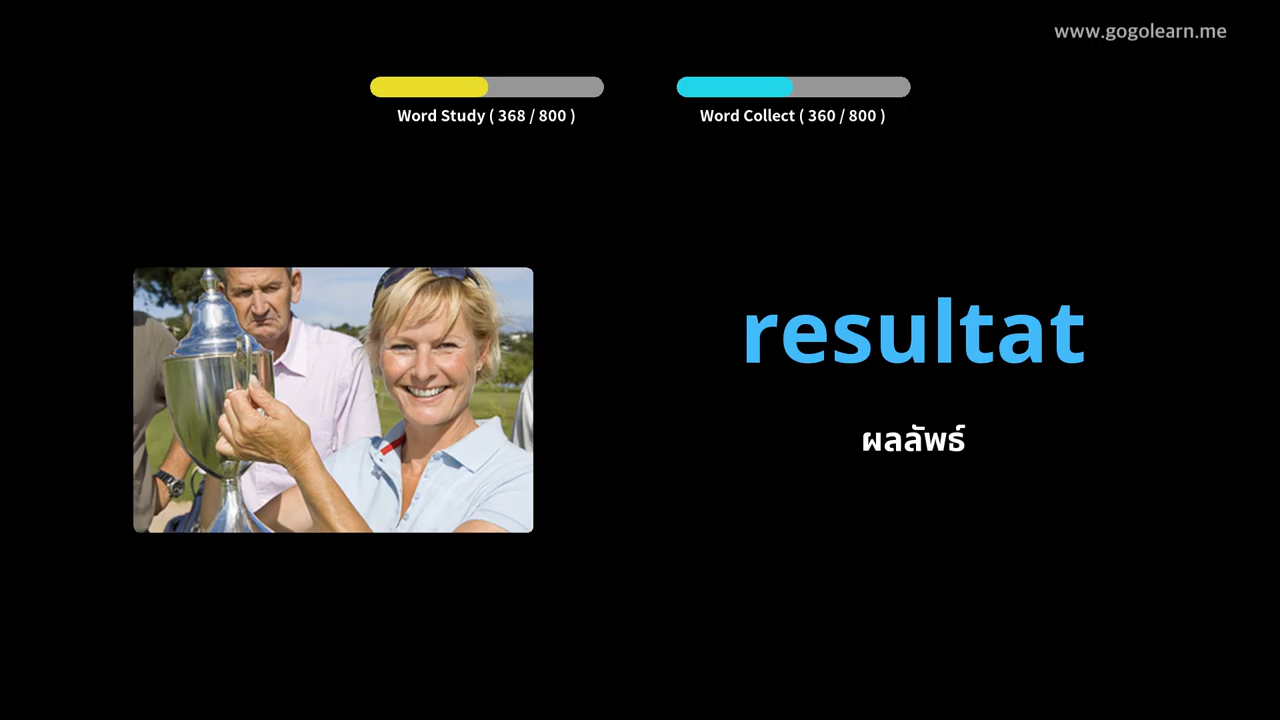 www.gogolearn.me
Word Study ( 368 / 800 )
Word Collect ( 360 / 800 )
resultat
ผลลัพธ์